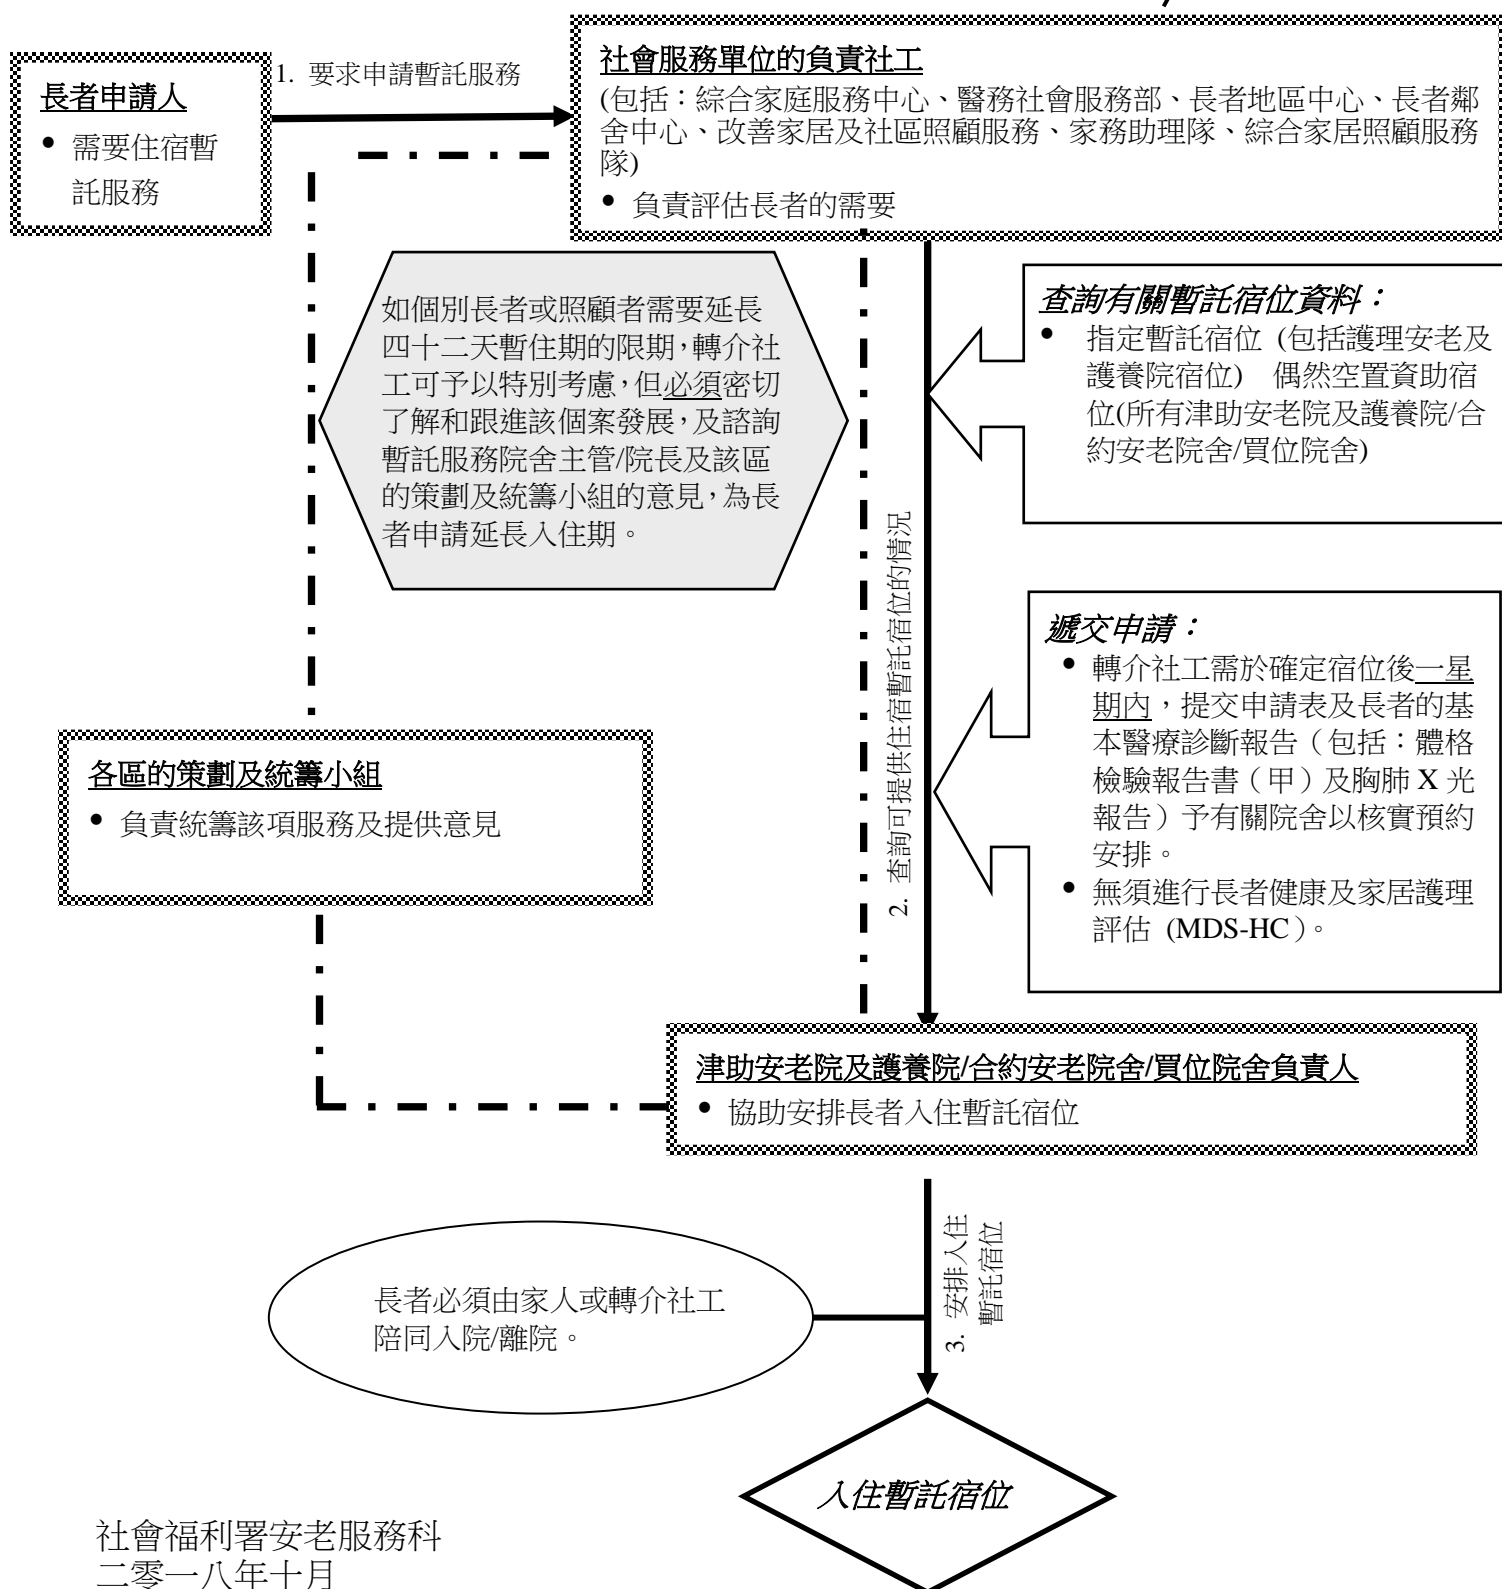 長者申請人
• 需要住宿暫
託服務
1. 要求申請暫託服務
社會服務單位的負責社工
(包括：綜合家庭服務中心、醫務社會服務部、長者地區中心、長者鄰
舍中心、改善家居及社區照顧服務、家務助理隊、綜合家居照顧服務
隊)
• 負責評估長者的需要
如個別長者或照顧者需要延長
四十二天暫住期的限期，轉介社
工可予以特別考慮，但必須密切
了解和跟進該個案發展，及諮詢
暫託服務院舍主管/院長及該區
的策劃及統籌小組的意見，為長
者申請延長入住期。
查詢有關暫託宿位資料：
• 指定暫託宿位 (包括護理安老及
護養院宿位) 偶然空置資助宿
位(所有津助安老院及護養院/合
約安老院舍/買位院舍)
2. 查詢可提供住宿暫託宿位的情況
遞交申請：
• 轉介社工需於確定宿位後一星
期內，提交申請表及長者的基
本醫療診斷報告（包括：體格
檢驗報告書（甲）及胸肺 X 光
報告）予有關院舍以核實預約
安排。
• 無須進行長者健康及家居護理
評估 (MDS-HC）。
各區的策劃及統籌小組
• 負責統籌該項服務及提供意見
津助安老院及護養院/合約安老院舍/買位院舍負責人
• 協助安排長者入住暫託宿位
3. 安排入住
暫託宿位
長者必須由家人或轉介社工
陪同入院/離院。
入住暫託宿位
社會福利署安老服務科
二零一八年十月